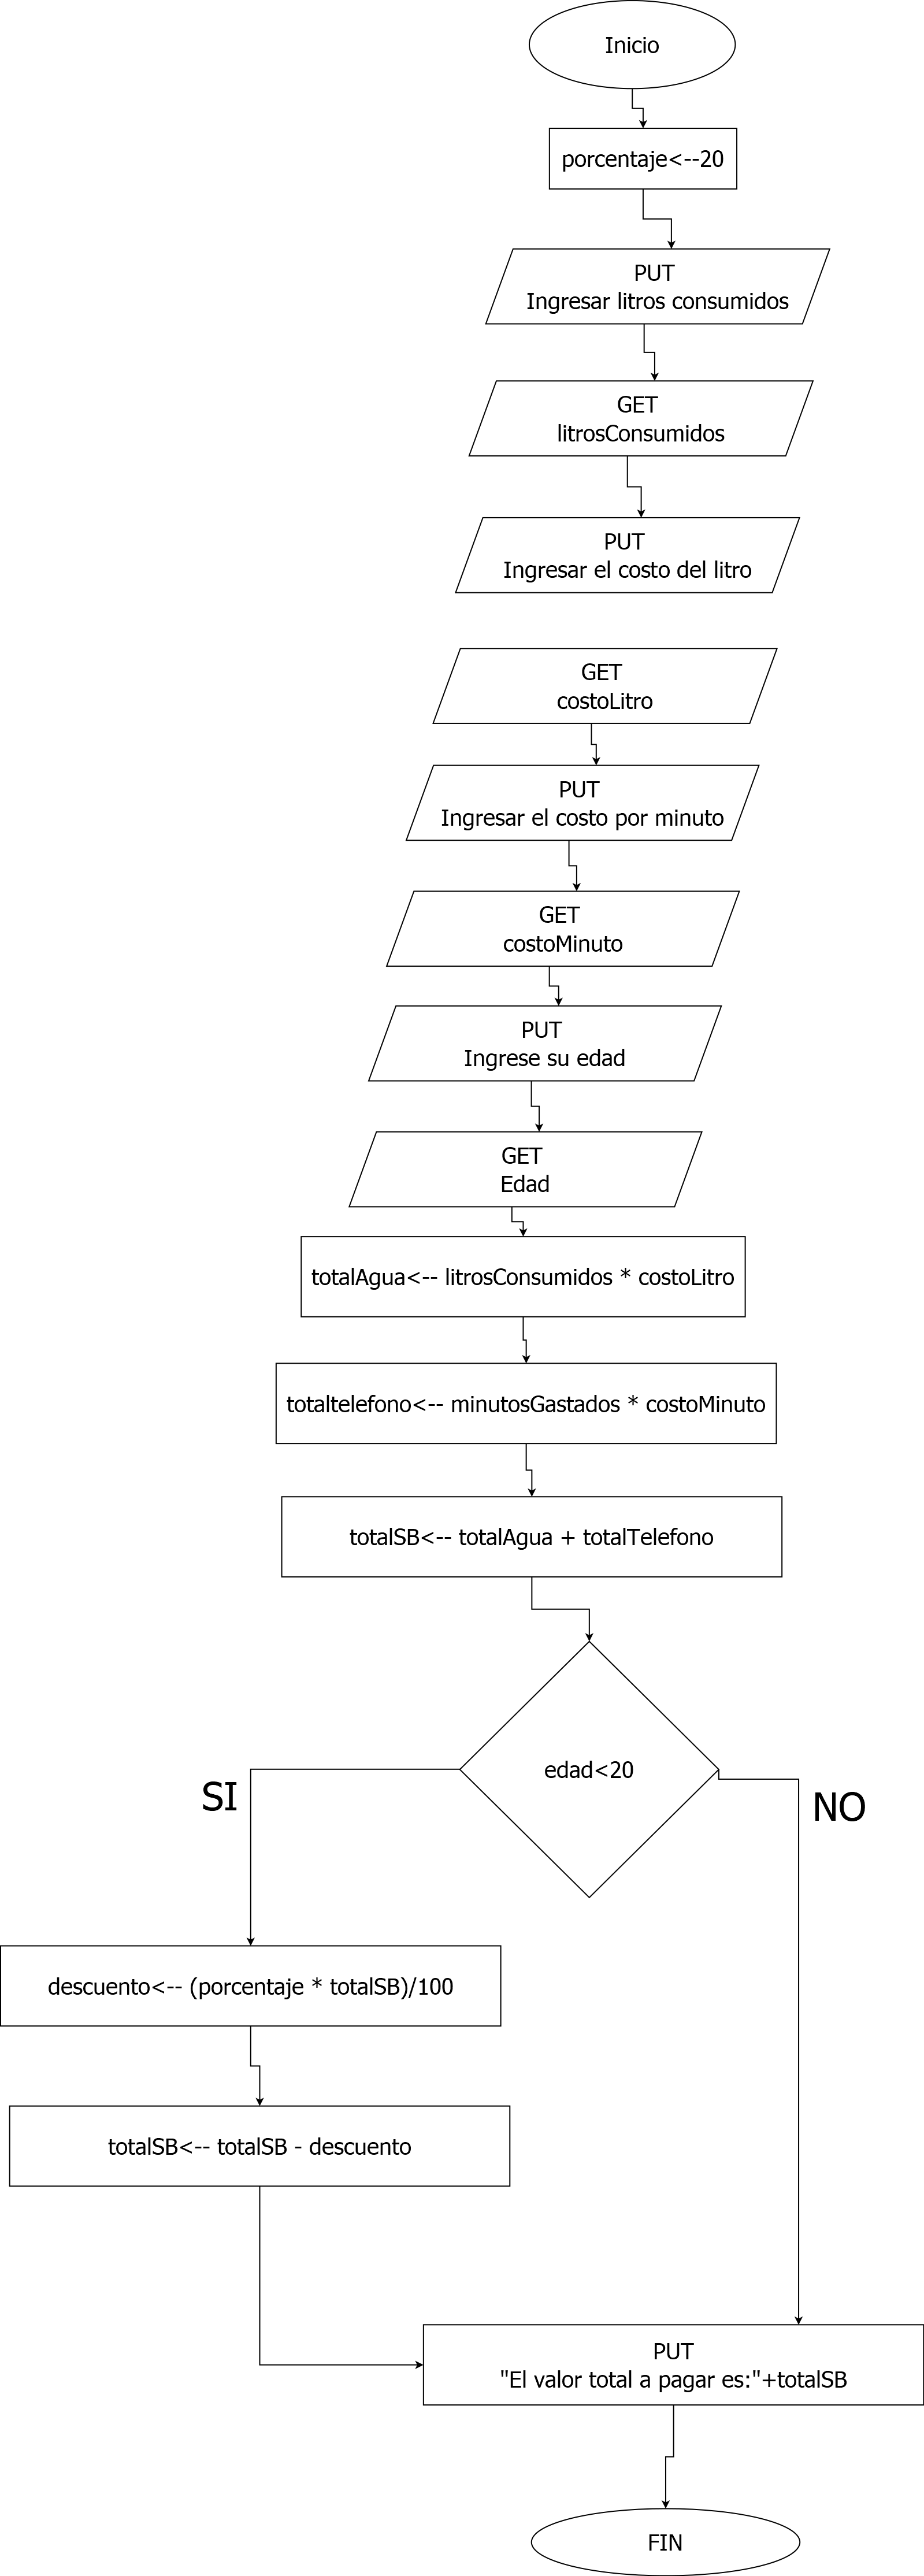 Inicio
porcentaje<--20
PUT
Ingresar litros consumidos
GET
litrosConsumidos
PUT
Ingresar el costo del litro
GET
costoLitro
PUT
Ingresar el costo por minuto
GET
costoMinuto
PUT
Ingrese su edad
GET
Edad
totalAgua<-- litrosConsumidos * costoLitro
totaltelefono<-- minutosGastados * costoMinuto
totalSB<-- totalAgua + totalTelefono
edad<20
SI
NO
descuento<-- (porcentaje * totalSB)/100
totalSB<-- totalSB - descuento
PUT
"El valor total a pagar es:"+totalSB
FIN